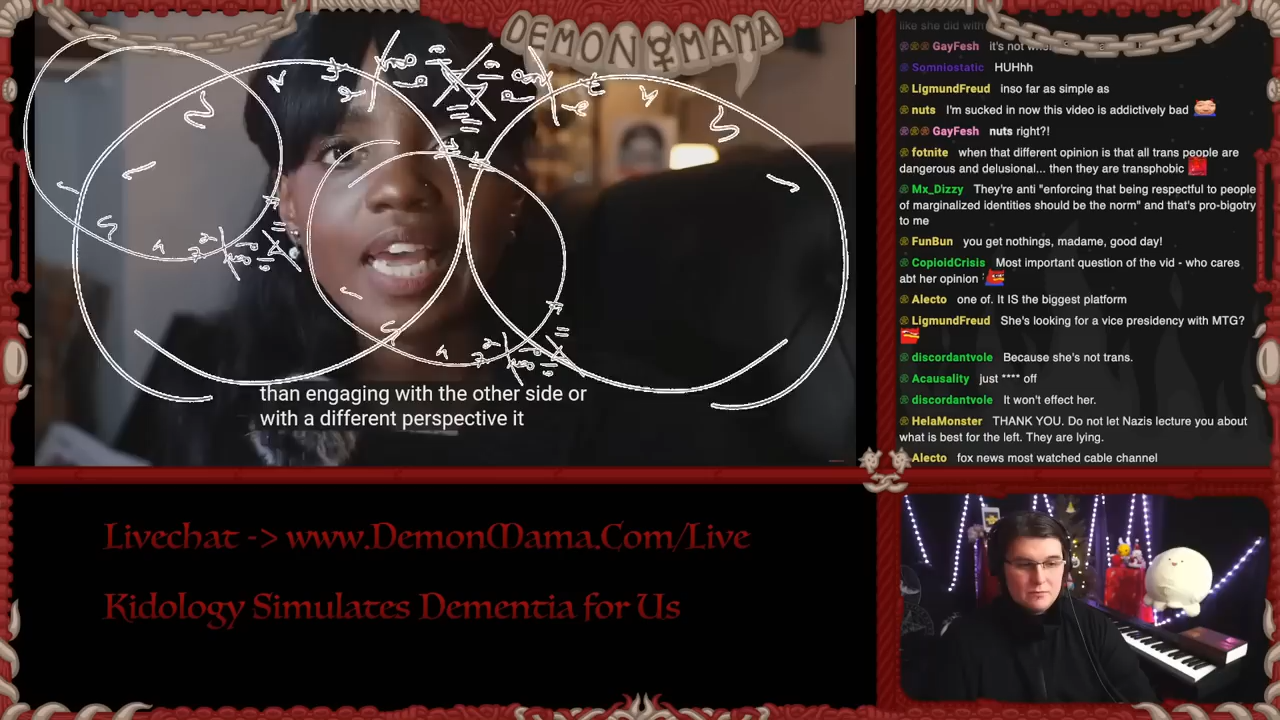 DEMON MAMA
like she did with
GayFesh it's not
Somniostatic HUHhh
LigmundFreud inso far as simple as
nuts I'm sucked in now this video is addictively bad
GayFesh nuts right?!
fotnite when that different opinion is that all trans people are
dangerous and delusional... then they are transphobic
Mx_Dizzy They're anti "enforcing that being respectful to people
of marginalized identities should be the norm" and that's pro-bigotry
to me
FunBun you get nothings, madame, good day!
CopioidCrisis Most important question of the vid - who cares
abt her opinion
Alecto one of. It IS the biggest platform
LigmundFreud She's looking for a vice presidency with MTG?
discordantvole Because she's not trans.
Acausality just **** off
discordantvole It won't effect her.
HelaMonster THANK YOU. Do not let Nazis lecture you about
what is best for the left. They are lying.
Alecto fox news most watched cable channel
than engaging with the other side or
with a different perspective it
Livechat -> www.DemonMama.Com/Live
Kidology Simulates Dementia for Us